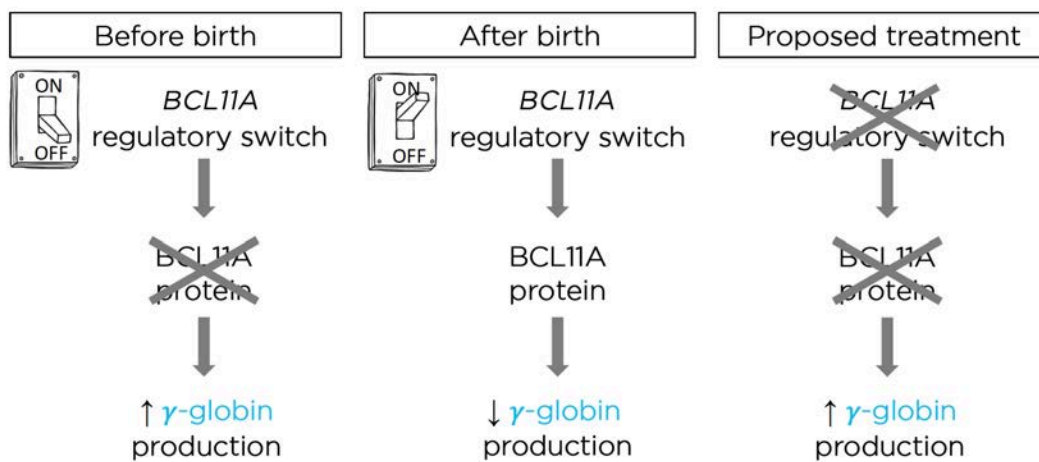 Before birth
ON
OFF
BCL11A
regulatory switch
BCL11A
protein
↑ γ-globin
production
After birth
ON
OFF
BCL11A
regulatory switch
BCL11A
protein
↓ γ-globin
production
Proposed treatment
BCL11A
regulatory switch
BCL11A
protein
↑ γ-globin
production